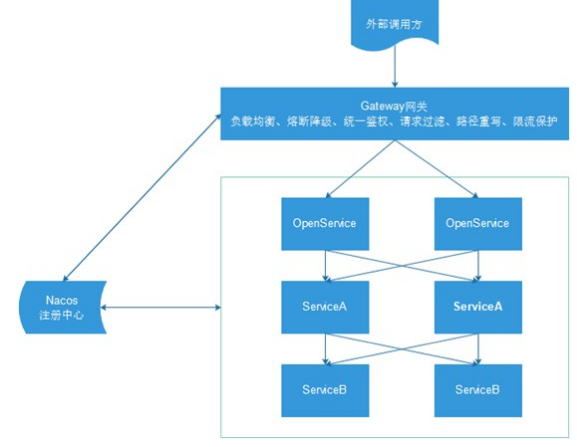 外部调用方
Gateway网关
负载均衡、熔断降级、统一鉴权、请求过滤、路径重写、限流保护
OpenService
OpenService
Nacos
注册中心
ServiceA
ServiceA
ServiceB
ServiceB